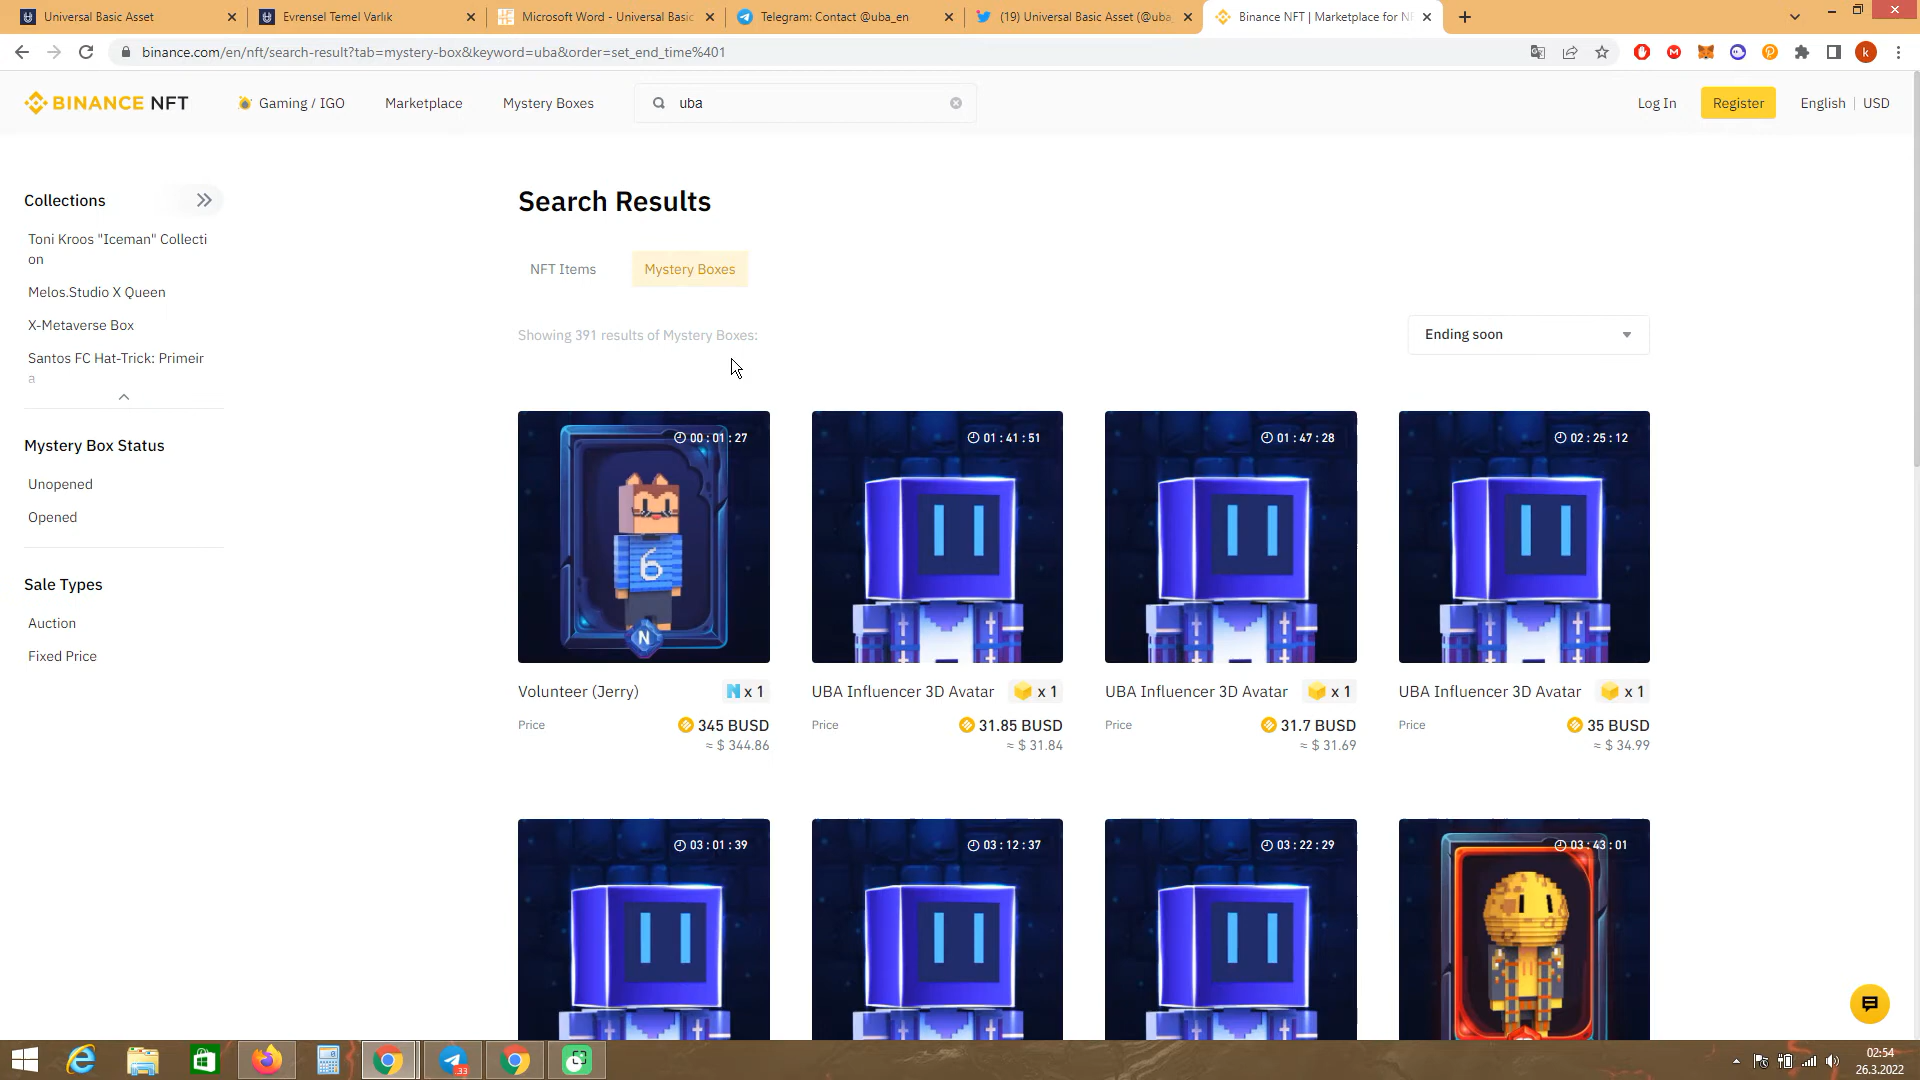 Universal Basic Asset
Evrensel Temel Varlık
Microsoft Word - Universal Basic
Telegram: Contact @uba_en
(19) Universal Basic Asset (@uba_
Binance NFT | Marketplace for NF
binance.com/en/nft/search-result?tab=mystery-box&keyword=uba&order=set_end_time%401
BINANCE NFT
Gaming / IGO
Marketplace
Mystery Boxes
uba
Log In
Register
English
USD
Collections
Toni Kroos "Iceman" Collecti
on
Melos.Studio X Queen
X-Metaverse Box
Santos FC Hat-Trick: Primeir
a
Mystery Box Status
Unopened
Opened
Sale Types
Auction
Fixed Price
Search Results
NFT Items
Mystery Boxes
Showing 391 results of Mystery Boxes:
Ending soon
00 : 01 : 27
01 : 41 : 51
01 : 47 : 28
02 : 25 : 12
6
N
Volunteer (Jerry)
N x 1
Price
345 BUSD
≈ $ 344.86
UBA Influencer 3D Avatar
x 1
Price
31.85 BUSD
≈ $ 31.84
UBA Influencer 3D Avatar
x 1
Price
31.7 BUSD
≈ $ 31.69
UBA Influencer 3D Avatar
x 1
Price
35 BUSD
≈ $ 34.99
03 : 01 : 39
03 : 12 : 37
03 : 22 : 29
03 : 43 : 01
33
02:54
26.3.2022